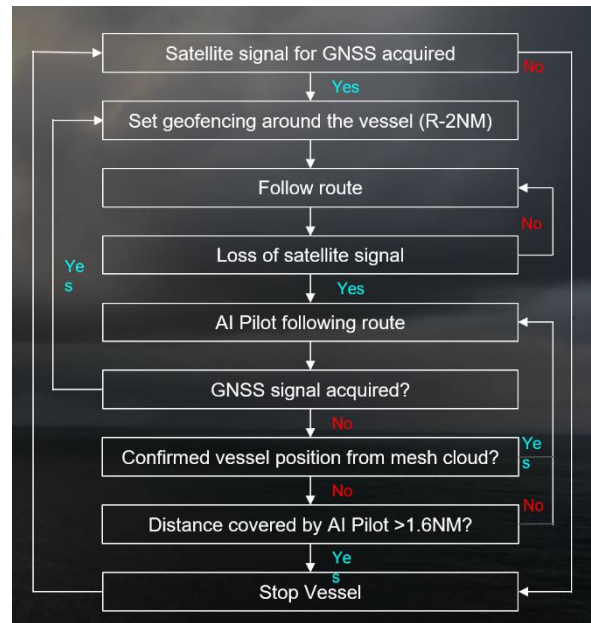 Satellite signal for GNSS acquired
No
Yes
Set geofencing around the vessel (R-2NM)
Follow route
No
Loss of satellite signal
Ye
s
Yes
AI Pilot following route
GNSS signal acquired?
No
Confirmed vessel position from mesh cloud?
Ye
s
No
No
Distance covered by AI Pilot >1.6NM?
Ye
s
Stop Vessel